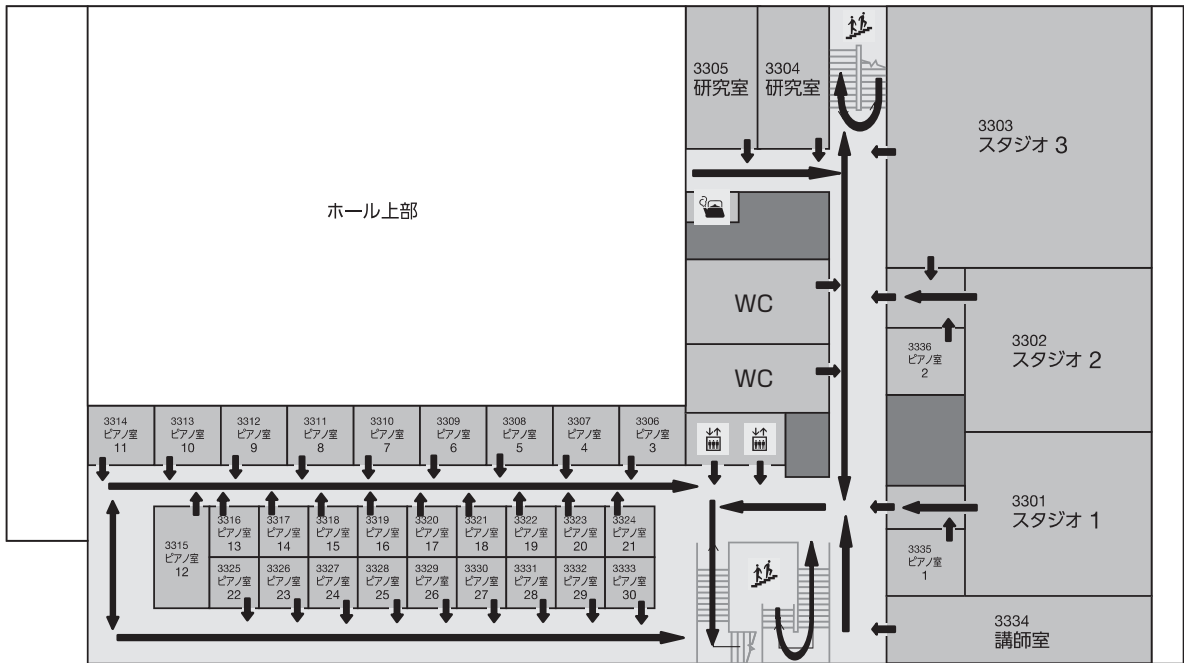 3305
研究室
3304
研究室
3303
スタジオ 3
ホール上部
WC
3302
スタジオ 2
3336
ピアノ室
2
WC
3314
ピアノ室
11
3313
ピアノ室
10
3312
ピアノ室
9
3311
ピアノ室
8
3310
ピアノ室
7
3309
ピアノ室
6
3308
ピアノ室
5
3307
ピアノ室
4
3306
ピアノ室
3
3301
スタジオ 1
3315
ピアノ室
12
3316
ピアノ室
13
3317
ピアノ室
14
3318
ピアノ室
15
3319
ピアノ室
16
3320
ピアノ室
17
3321
ピアノ室
18
3322
ピアノ室
19
3323
ピアノ室
20
3324
ピアノ室
21
3335
ピアノ室
1
3325
ピアノ室
22
3326
ピアノ室
23
3327
ピアノ室
24
3328
ピアノ室
25
3329
ピアノ室
26
3330
ピアノ室
27
3331
ピアノ室
28
3332
ピアノ室
29
3333
ピアノ室
30
3334
講師室